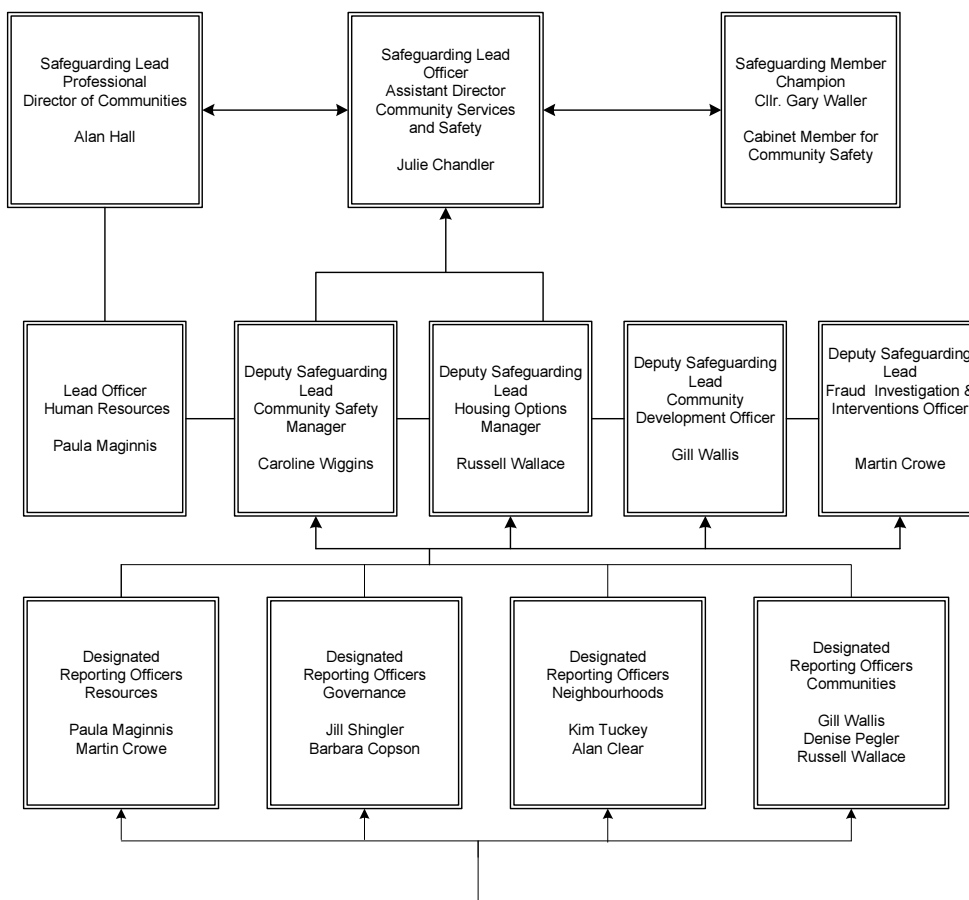 Safeguarding Lead
Professional
Director of Communities
Alan Hall
Safeguarding Lead
Officer
Assistant Director
Community Services
and Safety
Julie Chandler
Safeguarding Member
Champion
Cllr. Gary Waller
Cabinet Member for
Community Safety
Lead Officer
Human Resources
Paula Maginnis
Deputy Safeguarding
Lead
Community Safety
Manager
Caroline Wiggins
Deputy Safeguarding
Lead
Housing Options
Manager
Russell Wallace
Deputy Safeguarding
Lead
Community
Development Officer
Gill Wallis
Deputy Safeguarding
Lead
Fraud Investigation &
Interventions Officer
Martin Crowe
Designated
Reporting Officers
Resources
Paula Maginnis
Martin Crowe
Designated
Reporting Officers
Governance
Jill Shingler
Barbara Copson
Designated
Reporting Officers
Neighbourhoods
Kim Tuckey
Alan Clear
Designated
Reporting Officers
Communities
Gill Wallis
Denise Pegler
Russell Wallace